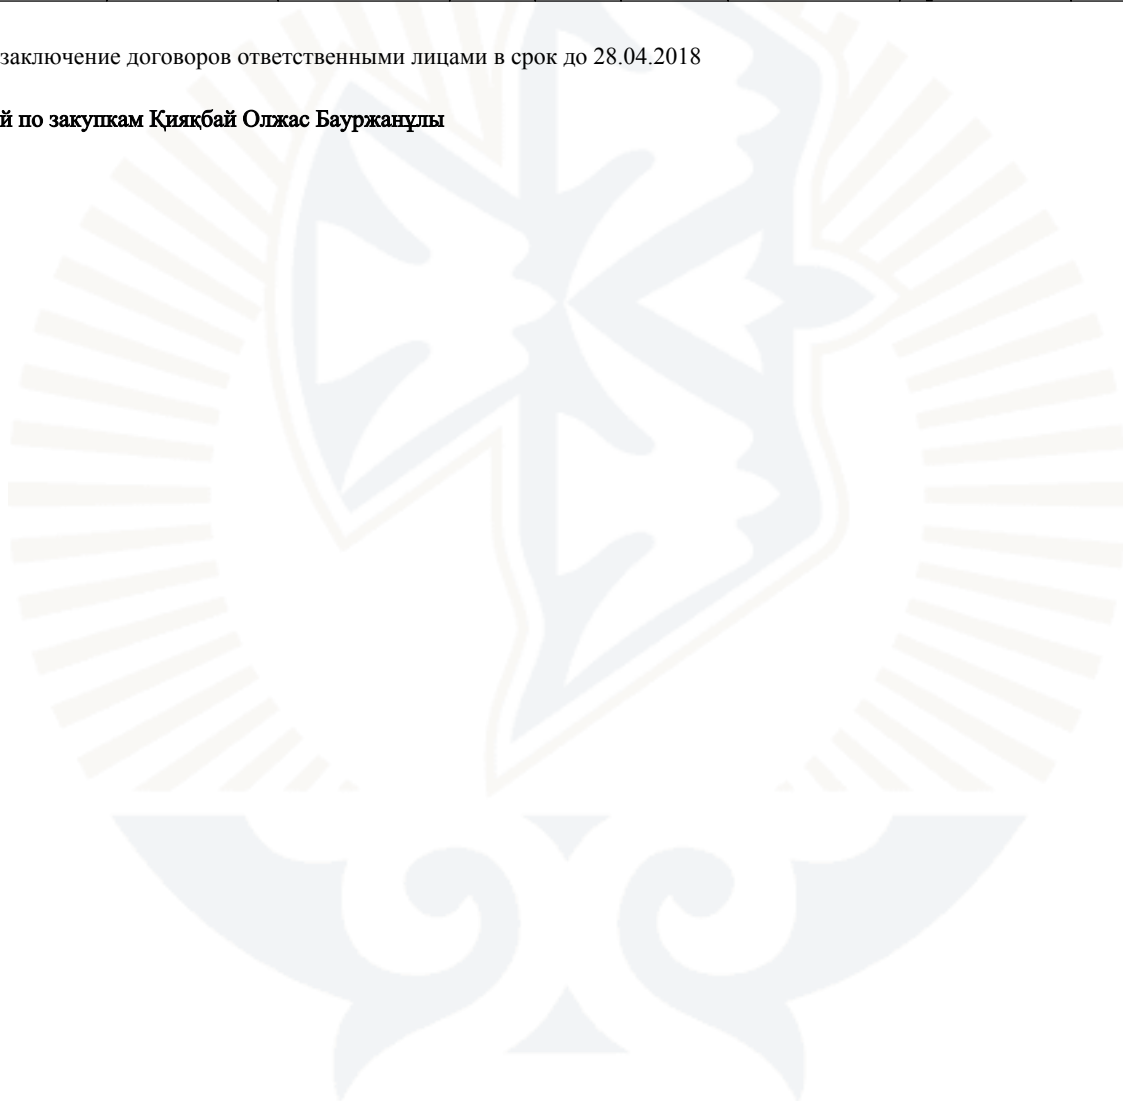 заключение договоров ответственными лицами в срок до 28.04.2018
й по закупкам Қияқбай Олжас Бауржанұлы